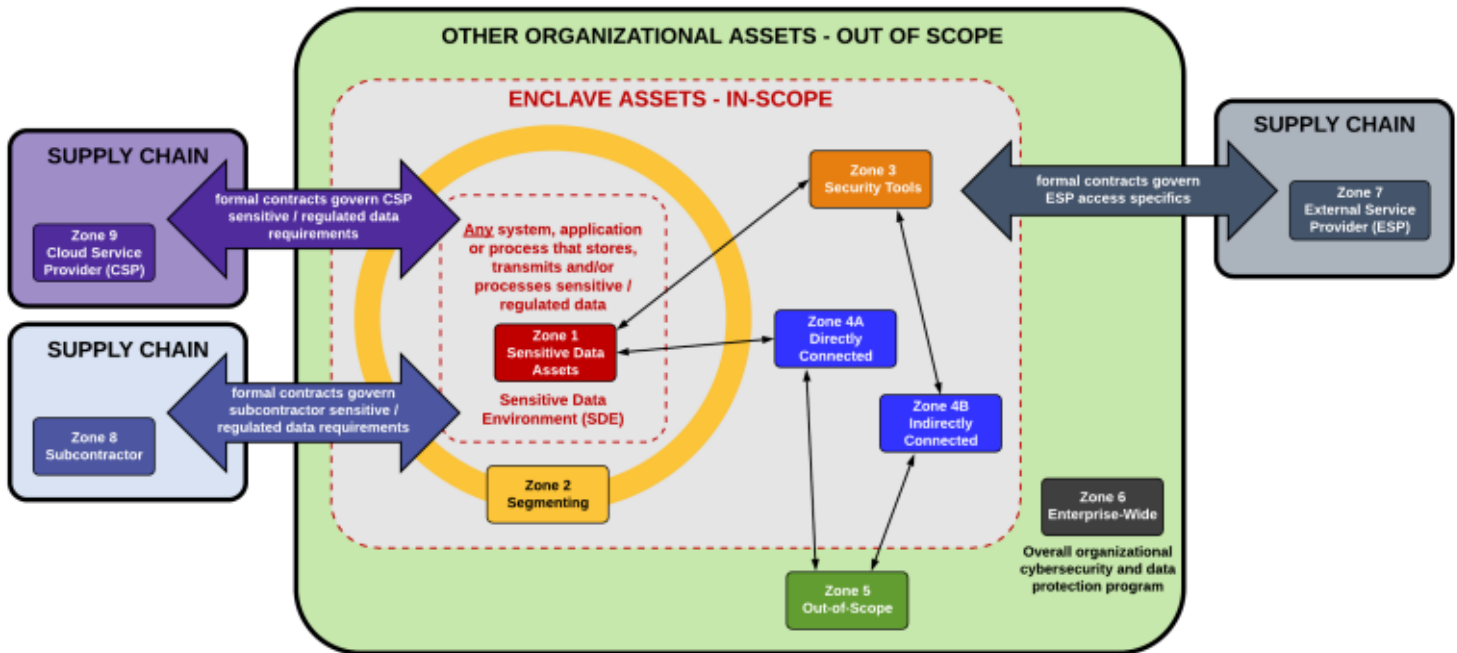 OTHER ORGANIZATIONAL ASSETS - OUT OF SCOPE
ENCLAVE ASSETS - IN-SCOPE
SUPPLY CHAIN
Zone 9
Cloud Service
Provider (CSP)
formal contracts govern CSP
sensitive / regulated data
requirements
SUPPLY CHAIN
Zone 8
Subcontractor
formal contracts govern
subcontractor sensitive /
regulated data requirements
Any system, application
or process that stores,
transmits and/or
processes sensitive /
regulated data
Zone 1
Sensitive Data
Assets
Sensitive Data
Environment (SDE)
Zone 2
Segmenting
Zone 3
Security Tools
Zone 4A
Directly
Connected
Zone 4B
Indirectly
Connected
Zone 5
Out-of-Scope
Zone 6
Enterprise-Wide
Overall organizational
cybersecurity and data
protection program
formal contracts govern
ESP access specifics
SUPPLY CHAIN
Zone 7
External Service
Provider (ESP)